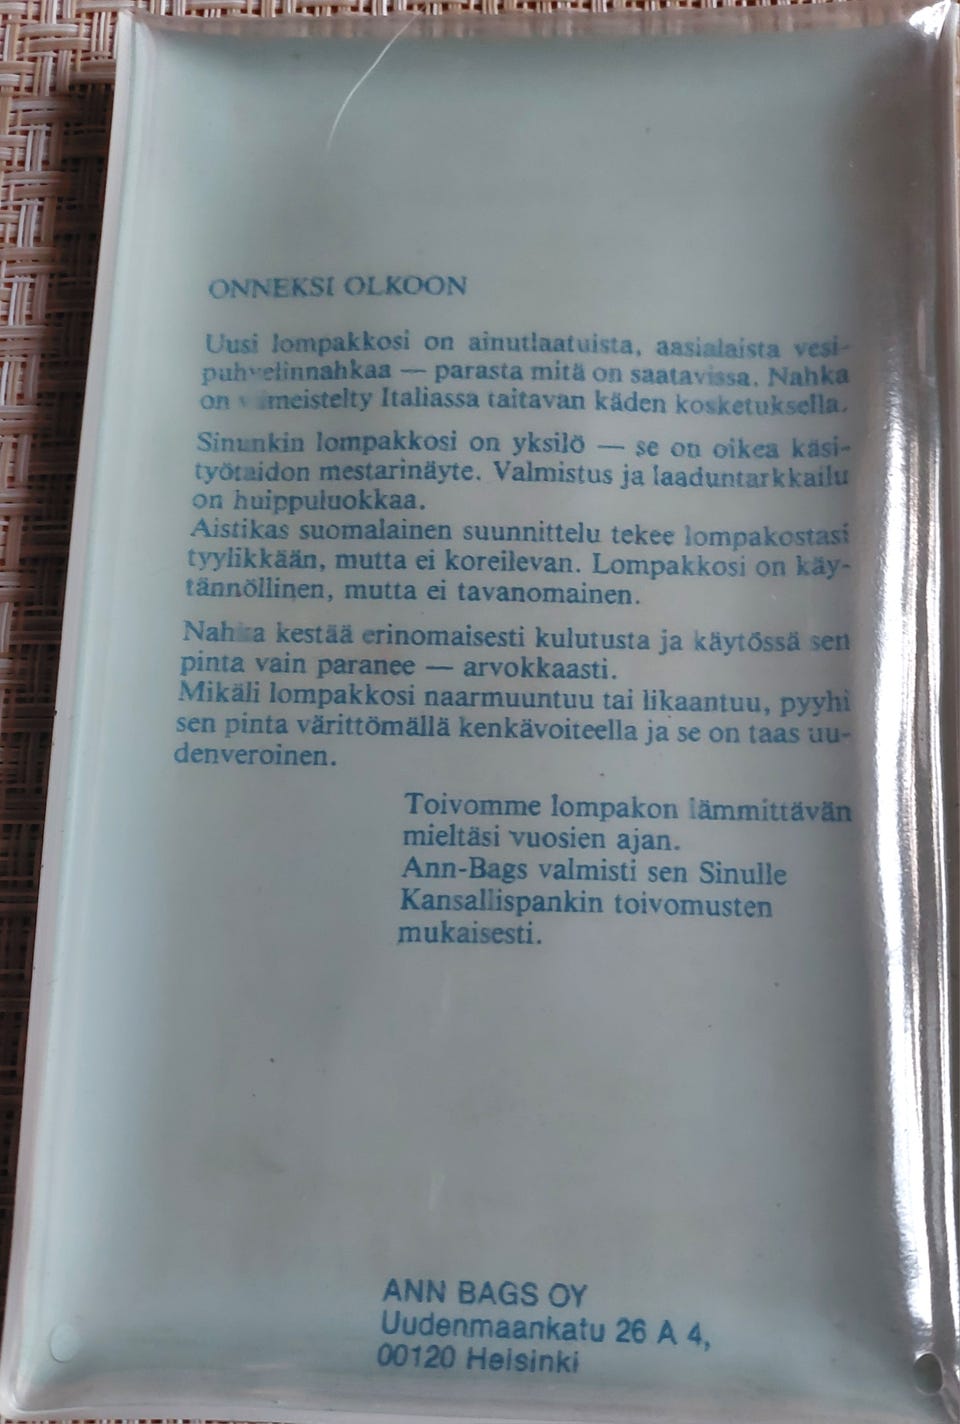 ONNEKSI OLKOON
Uusi lompakkosi on ainutlaatuista, aasialaista vesi-
puhvelinnahkaa — parasta mitä on saatavissa. Nahka
on viimeistelty Italiassa taitavan käden kosketuksella.
Sinunkin lompakkosi on yksilö — se on oikea käsi-
työtaidon mestarinäyte. Valmistus ja laaduntarkkailu
on huippuluokkaa.
Aistikas suomalainen suunnittelu tekee lompakostasi
tyylikkään, mutta ei koreilevan. Lompakkosi on käy-
tännöllinen, mutta ei tavanomainen.
Nahka kestää erinomaisesti kulutusta ja käytössä sen
pinta vain paranee — arvokkaasti.
Mikäli lompakkosi naarmuuntuu tai likaantuu, pyyhi
sen pinta värittömällä kenkävoiteella ja se on taas uu-
denveroinen.
Toivomme lompakon lämmittävän
mieltäsi vuosien ajan.
Ann-Bags valmisti sen Sinulle
Kansallispankin toivomusten
mukaisesti.
ANN BAGS OY
Uudenmaankatu 26 A 4,
00120 Helsinki